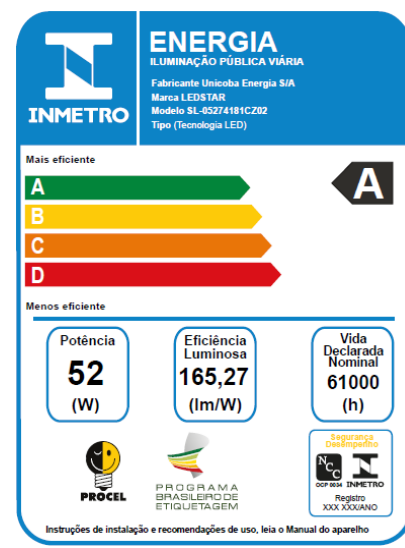 INMETRO
ENERGIA
ILUMINAÇÃO PÚBLICA VIÁRIA
Fabricante Unicoba Energia S/A
Marca LEDSTAR
Modelo SL-05274181CZ02
Tipo (Tecnologia LED)
Mais eficiente
A
A
B
C
D
Menos eficiente
Potência
52
(W)
Eficiência
Luminosa
165,27
(lm/W)
Vida
Declarada
Nominal
61000
(h)
PROCEL
PROGRAMA
BRASILEIRO DE
ETIQUETAGEM
Segurança
Desempenho
NCC
OCP 0034 INMETRO
Registro
XXX XXX/ANO
Instruções de instalação e recomendações de uso, leia o Manual do aparelho